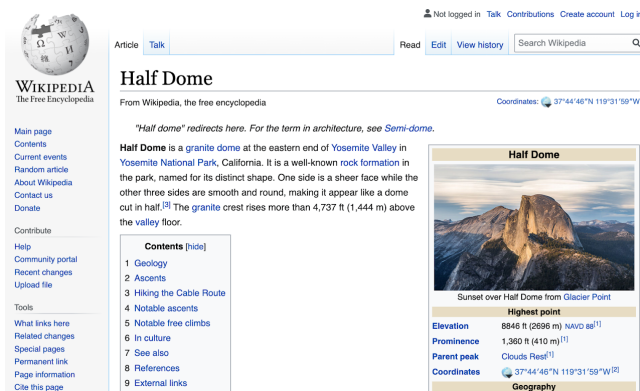 Not logged in Talk Contributions Create account Log in
Article Talk Read Edit View history Search Wikipedia
WIKIPEDIA
The Free Encyclopedia
Main page
Contents
Current events
Random article
About Wikipedia
Contact us
Donate
Contribute
Help
Community portal
Recent changes
Upload file
Tools
What links here
Related changes
Special pages
Permanent link
Page information
Cite this page
Half Dome
From Wikipedia, the free encyclopedia
Coordinates: 37°44′46″N 119°31′59″W
"Half dome" redirects here. For the term in architecture, see Semi-dome.
Half Dome is a granite dome at the eastern end of Yosemite Valley in
Yosemite National Park, California. It is a well-known rock formation in
the park, named for its distinct shape. One side is a sheer face while the
other three sides are smooth and round, making it appear like a dome
cut in half.[3] The granite crest rises more than 4,737 ft (1,444 m) above
the valley floor.
Contents [hide]
1 Geology
2 Ascents
3 Hiking the Cable Route
4 Notable ascents
5 Notable free climbs
6 In culture
7 See also
8 References
9 External links
Half Dome
Sunset over Half Dome from Glacier Point
Highest point
Elevation 8846 ft (2696 m) NAVD 88[1]
Prominence 1,360 ft (410 m)[1]
Parent peak Clouds Rest[1]
Coordinates 37°44′46″N 119°31′59″W[2]
Geography